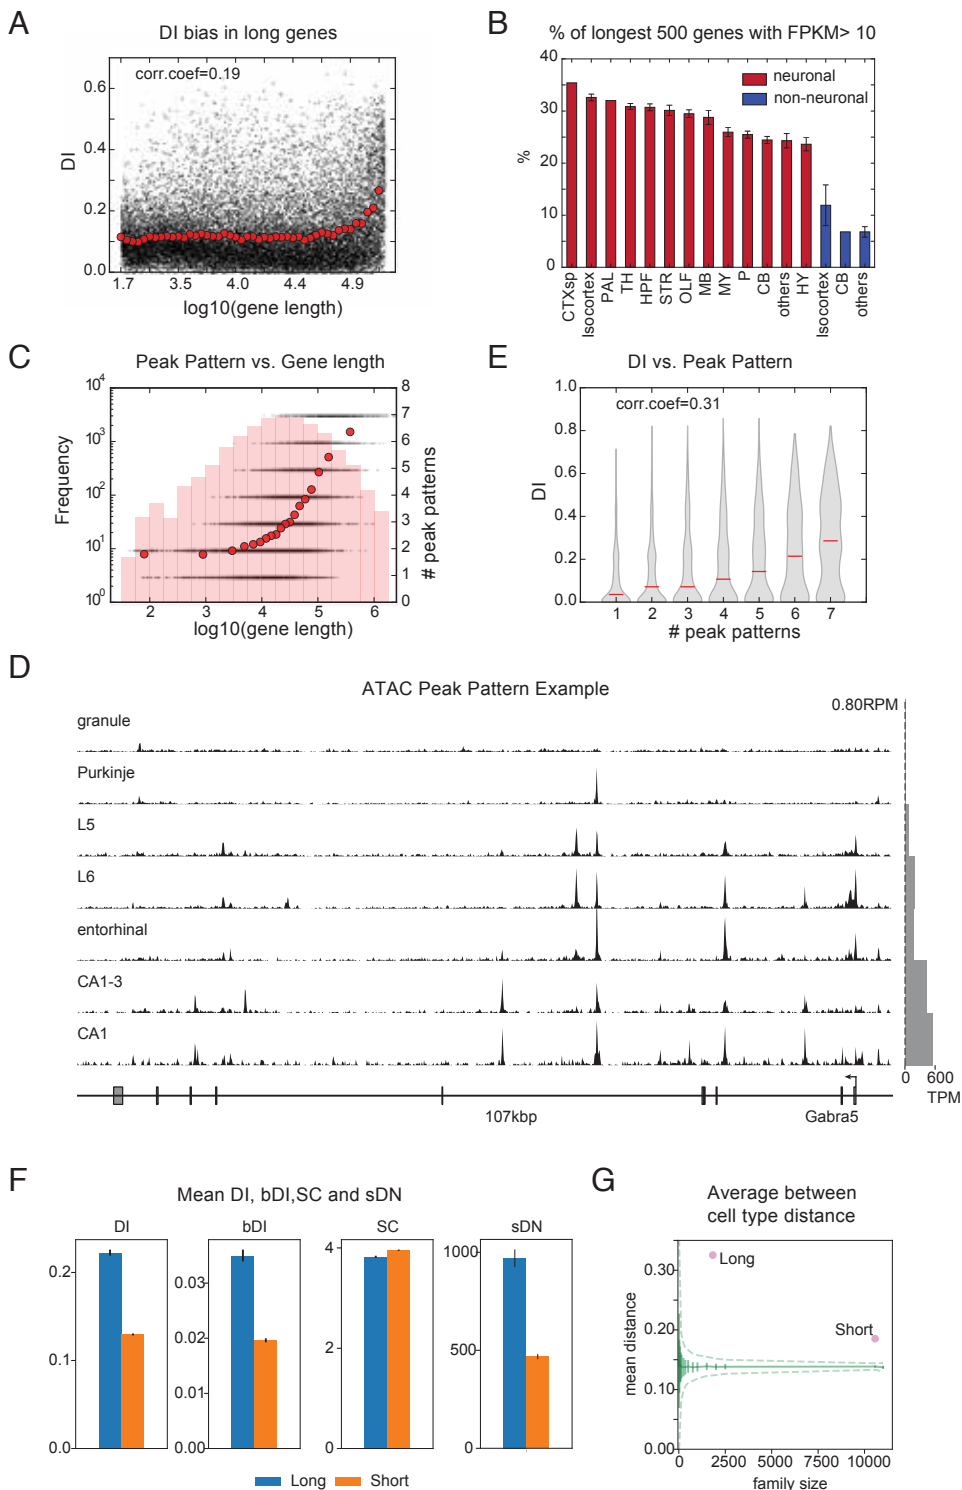 A
DI bias in long genes
corr.coef=0.19
0.6
0.4
0.2
0.0
DI
1.7 3.5 4.0 4.4 4.9
log10(gene length)
B
% of longest 500 genes with FPKM> 10
40
30
20
10
0
%
neuronal
non-neuronal
CTXsp
Isocortex
PAL
TH
HPF
STR
OLF
MB
MY
P
CB
others
HY
Isocortex
CB
others
C
Peak Pattern vs. Gene length
10^4
10^3
10^2
10^1
10^0
Frequency
8
7
6
5
4
3
2
1
0
# peak patterns
2 3 4 5 6
log10(gene length)
E
DI vs. Peak Pattern
corr.coef=0.31
1.0
0.8
0.6
0.4
0.2
0.0
DI
1 2 3 4 5 6 7
# peak patterns
D
ATAC Peak Pattern Example
0.80RPM
granule
Purkinje
L5
L6
entorhinal
CA1-3
CA1
0 600
TPM
107kbp
Gabra5
F
Mean DI, bDI,SC and sDN
DI
0.2
0.1
0.0
bDI
0.03
0.02
0.01
0.00
SC
4
2
0
sDN
1000
500
0
Long Short
G
Average between
cell type distance
0.30
0.20
0.10
0.00
mean distance
Long
Short
0 2500 5000 7500 10000
family size